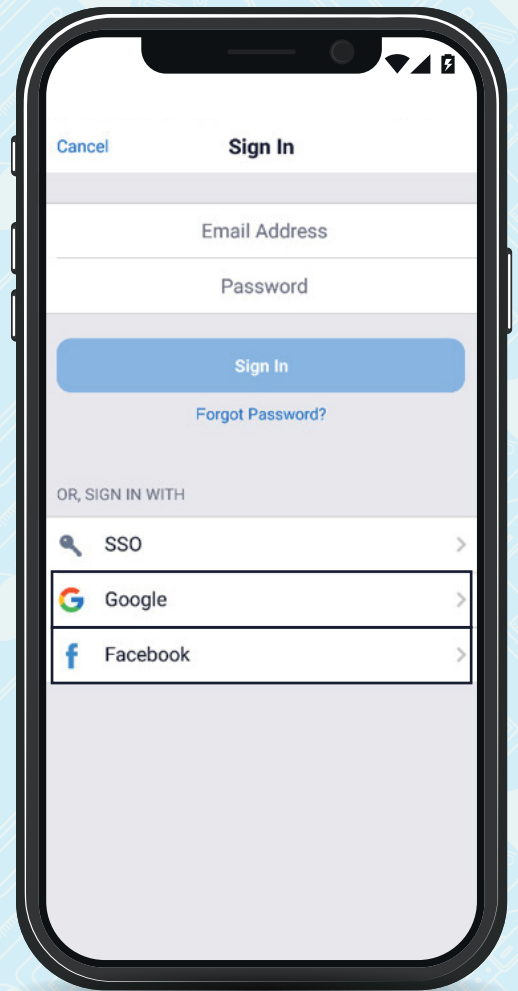 Cancel Sign In
Email Address
Password
Sign In
Forgot Password?
OR, SIGN IN WITH
SSO
Google
Facebook